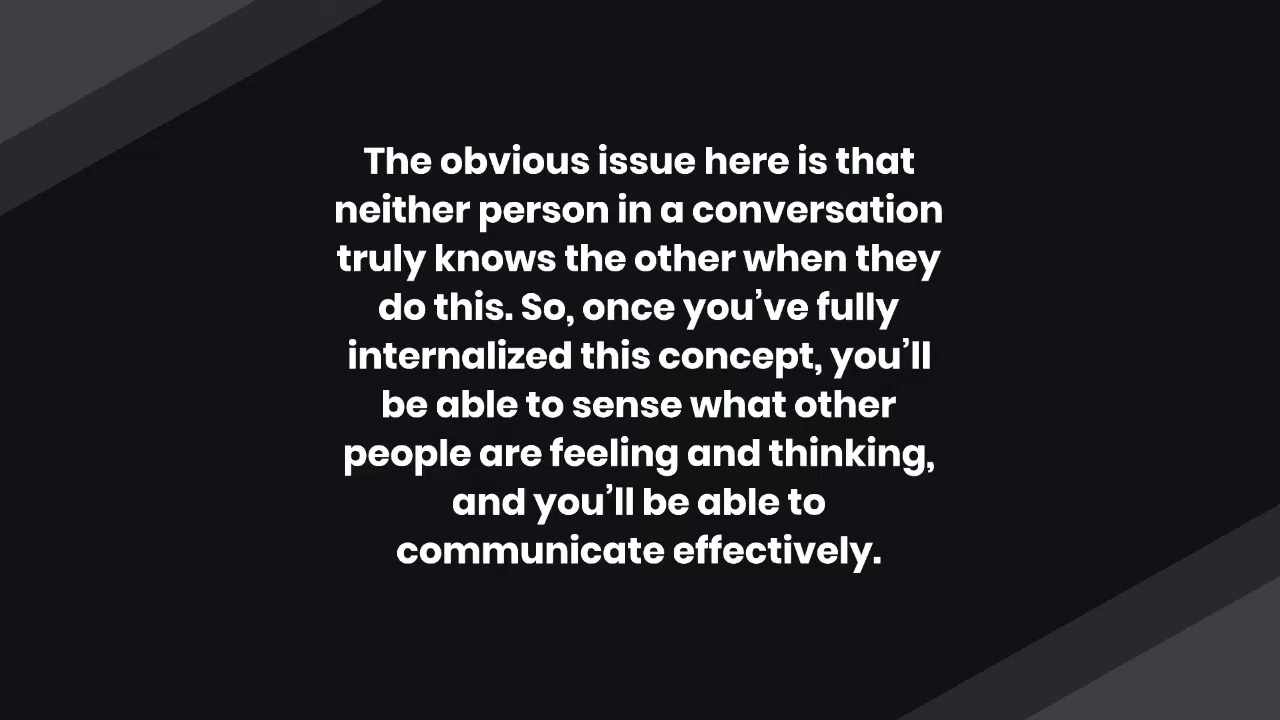 The obvious issue here is that
neither person in a conversation
truly knows the other when they
do this. So, once you’ve fully
internalized this concept, you’ll
be able to sense what other
people are feeling and thinking,
and you’ll be able to
communicate effectively.